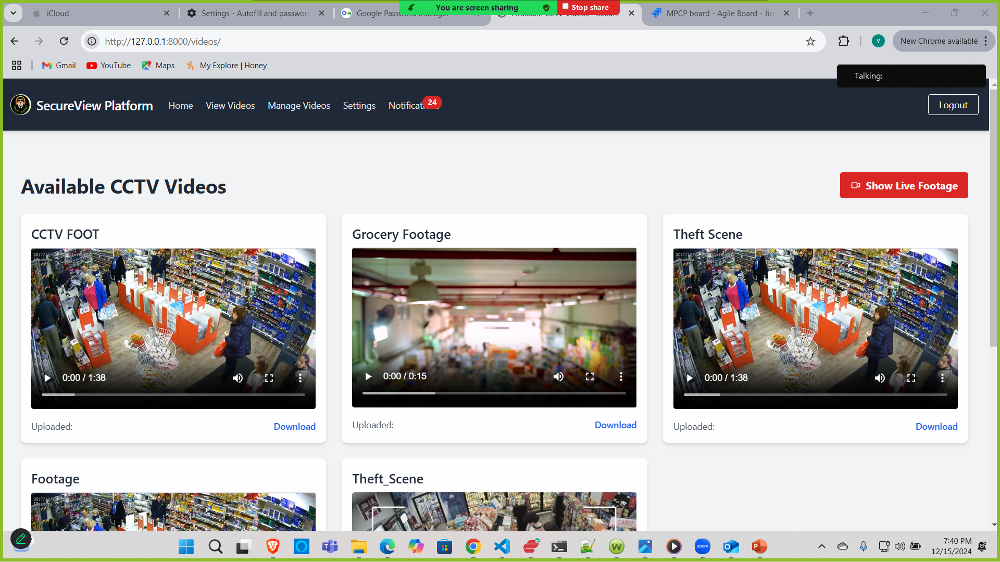 iCloud
Settings - Autofill and passwor
Google Pass
You are screen sharing
Stop share
MPCP board - Agile Board - Jira
http://127.0.0.1:8000/videos/
V
New Chrome available
Gmail
YouTube
Maps
My Explore | Honey
Talking:
SecureView Platform
Home
View Videos
Manage Videos
Settings
Notificati
24
Logout
Available CCTV Videos
Show Live Footage
CCTV FOOT
0:00 / 1:38
Uploaded:
Download
Grocery Footage
0:00 / 0:15
Uploaded:
Download
Theft Scene
0:00 / 1:38
Uploaded:
Download
Footage
Theft_Scene
CANDY
zoom
7:40 PM
12/15/2024